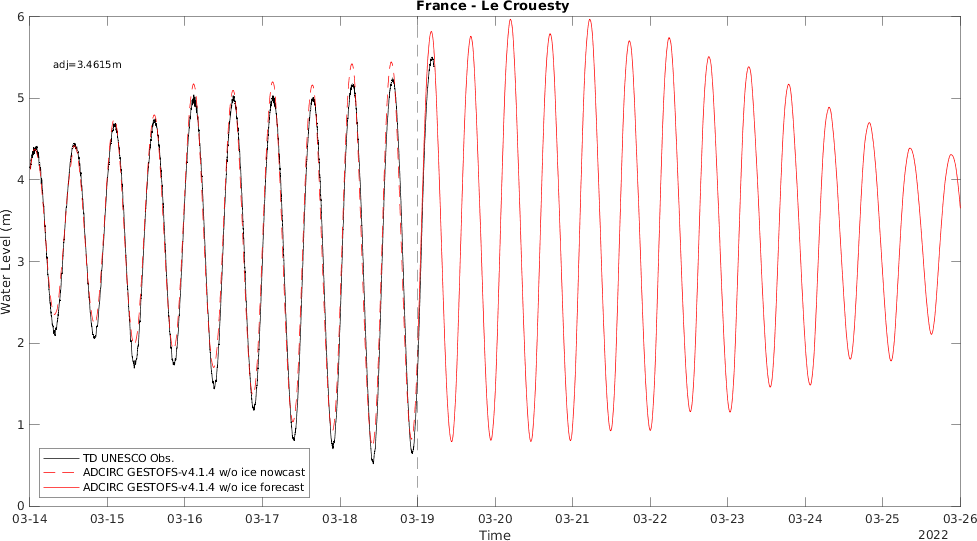 France - Le Crouesty
adj=3.4615m
Water Level (m)
6
5
4
3
2
1
0
TD UNESCO Obs.
ADCIRC GESTOFS-v4.1.4 w/o ice nowcast
ADCIRC GESTOFS-v4.1.4 w/o ice forecast
03-14 03-15 03-16 03-17 03-18 03-19 03-20 03-21 03-22 03-23 03-24 03-25 03-26
Time
2022